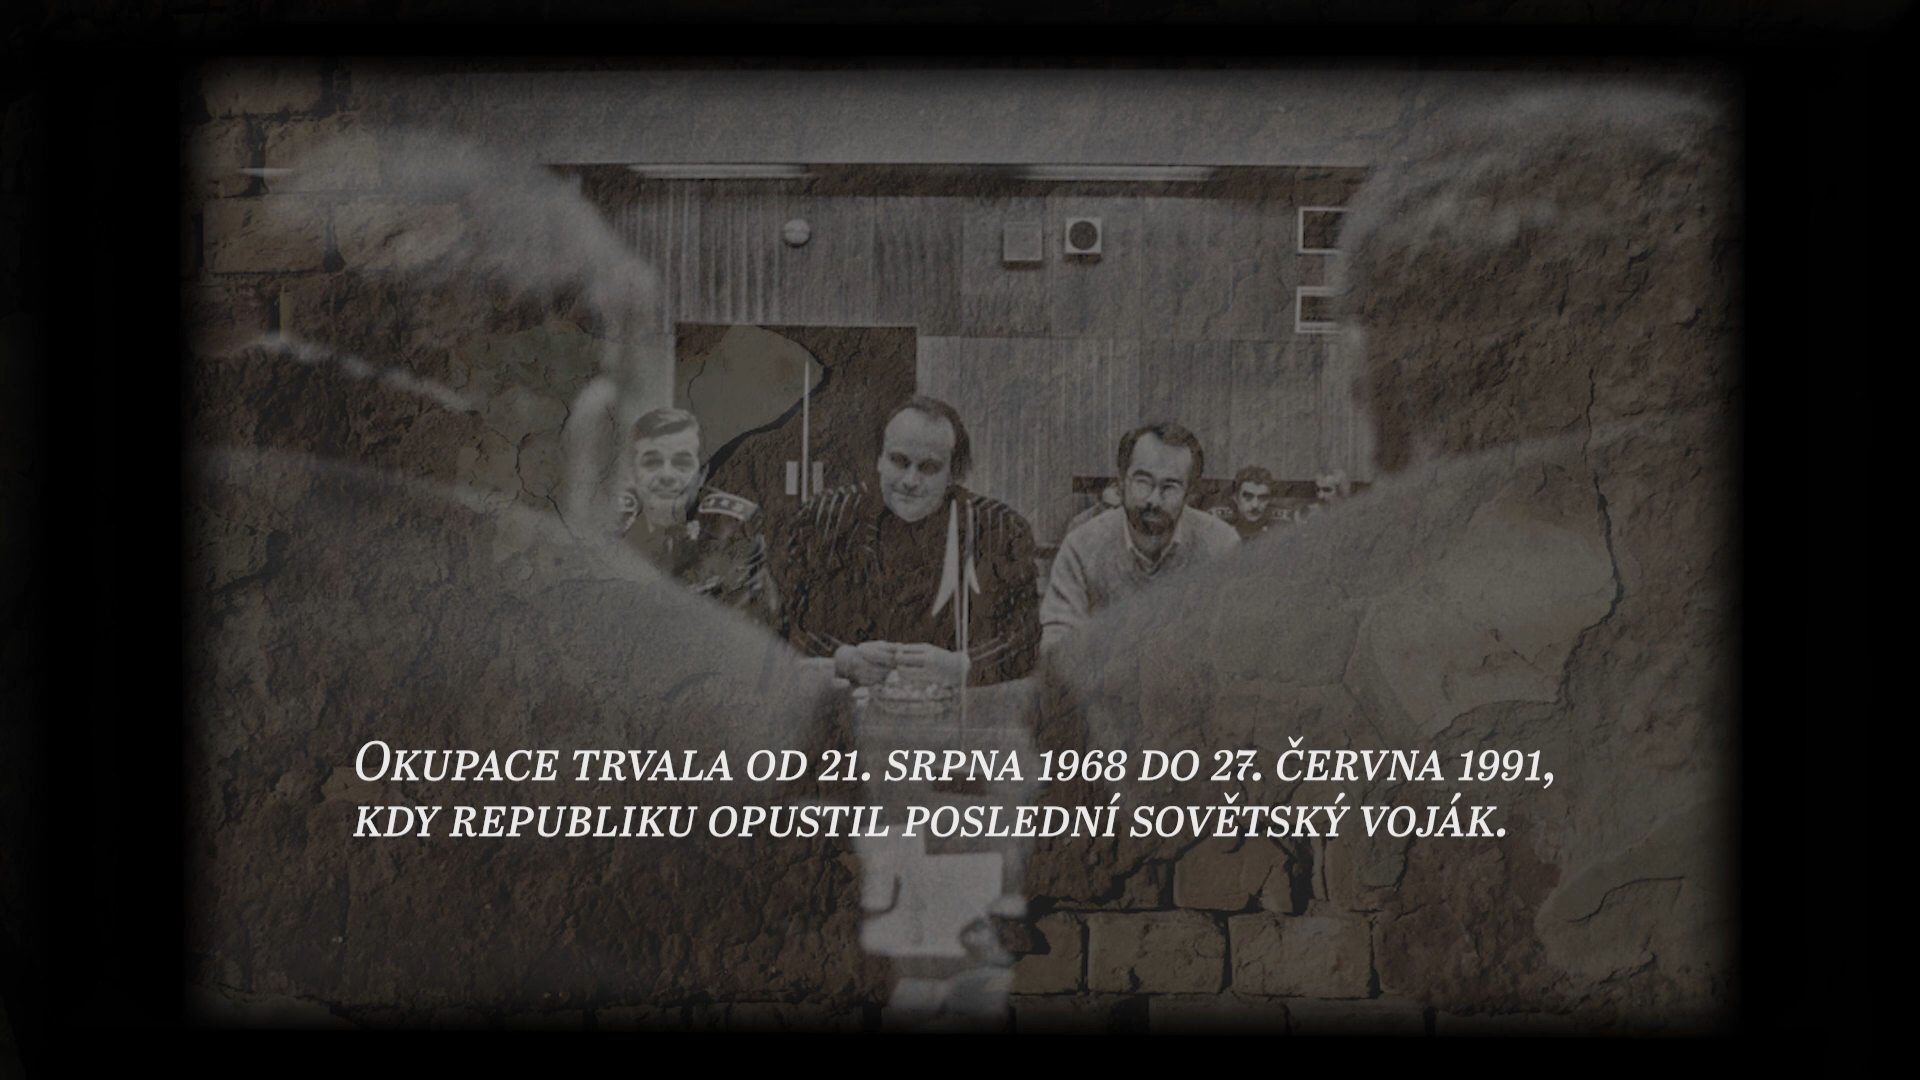 Okupace trvala od 21. srpna 1968 do 27. června 1991,
kdy republiku opustil poslední sovětský voják.